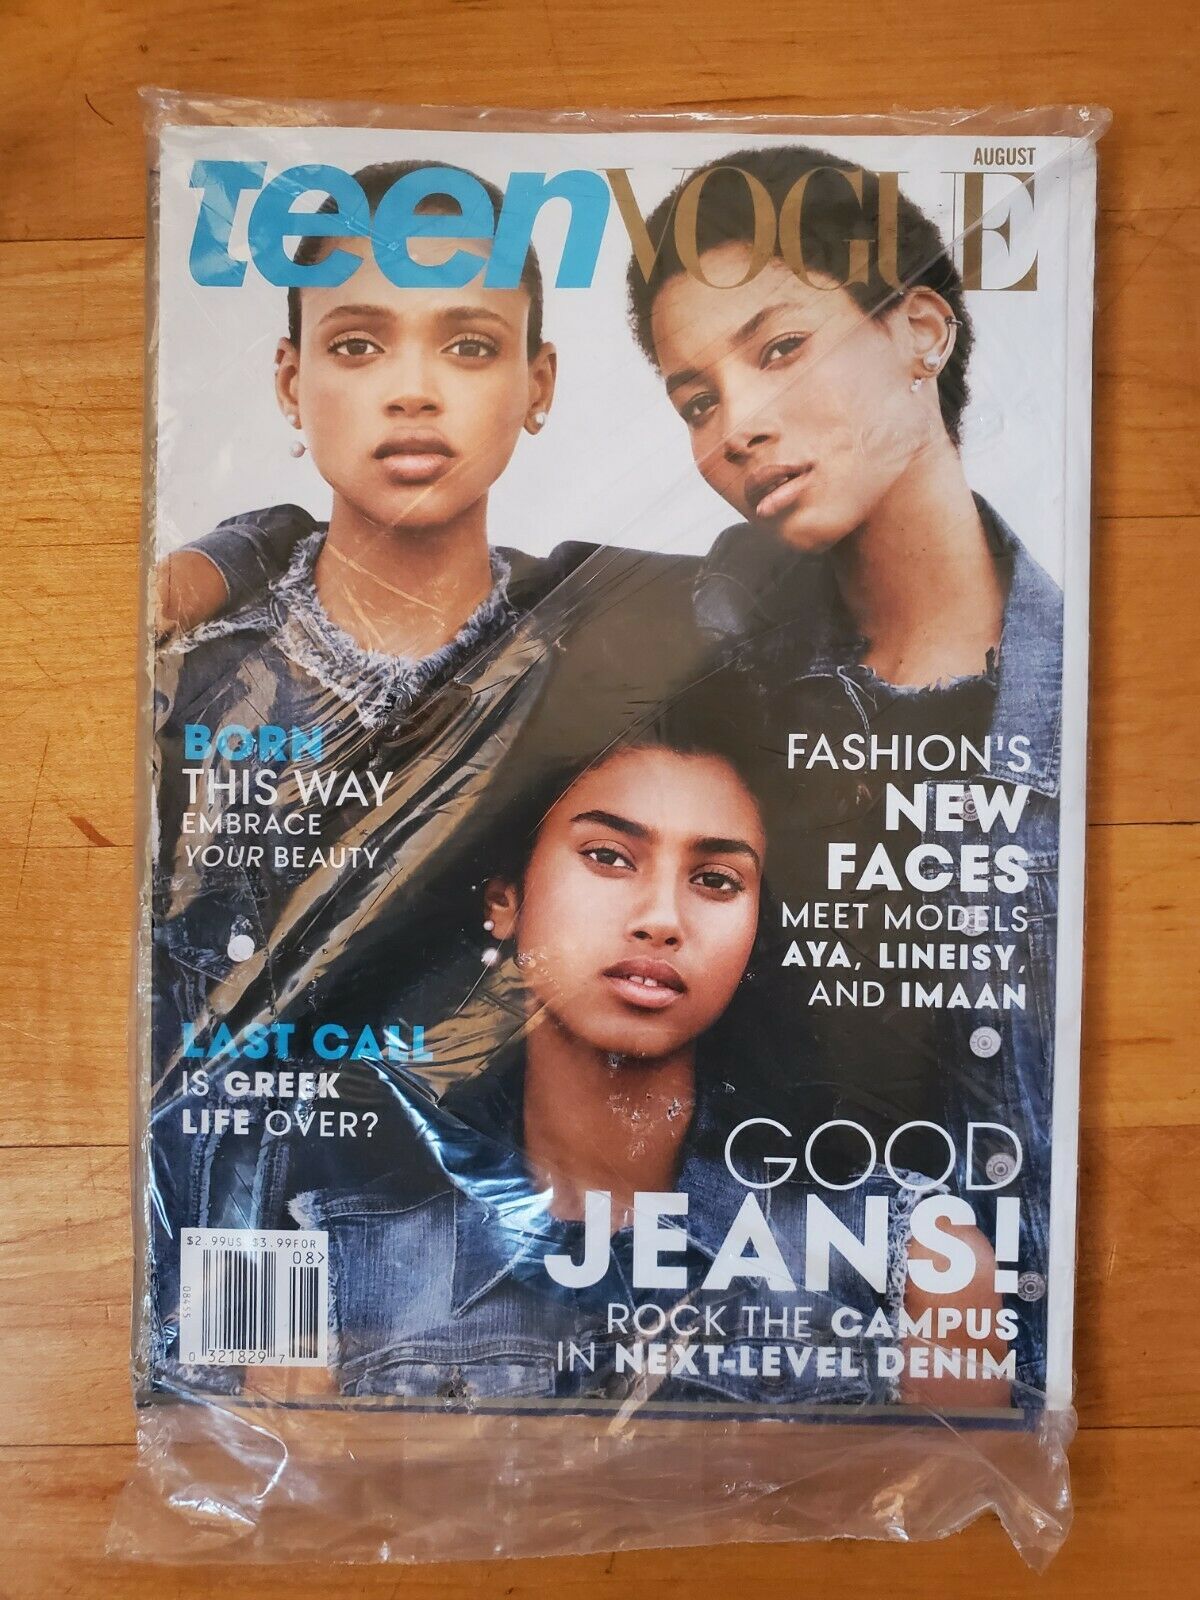 AUGUST
teen VOGUE
BORN
THIS WAY
EMBRACE
YOUR BEAUTY
FASHION'S
NEW
FACES
MEET MODELS
AYA, LINEISY,
AND IMAAN
LAST CALL
IS GREEK
LIFE OVER?
GOOD
JEANS!
ROCK THE CAMPUS
IN NEXT-LEVEL DENIM
$2.99US $3.99FOR
08>
08455
0 321829 7